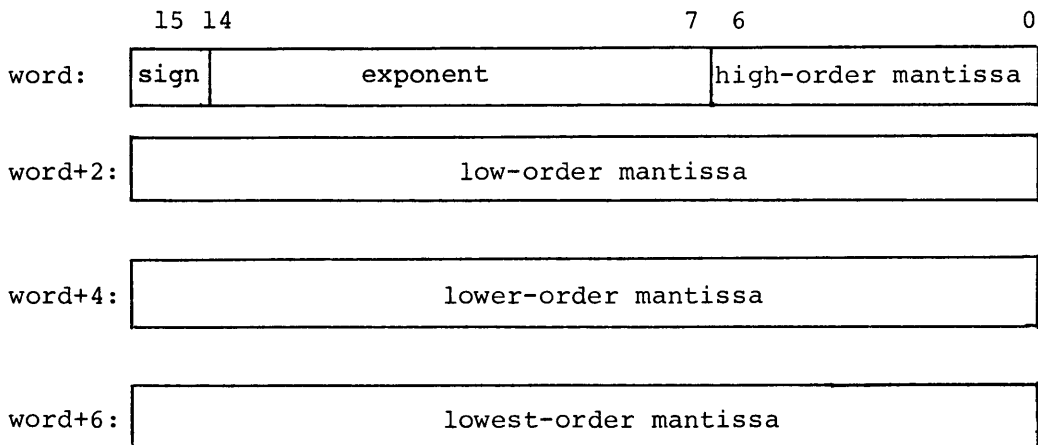 15 14 7 6 0
word: sign exponent high-order mantissa
word+2: low-order mantissa
word+4: lower-order mantissa
word+6: lowest-order mantissa